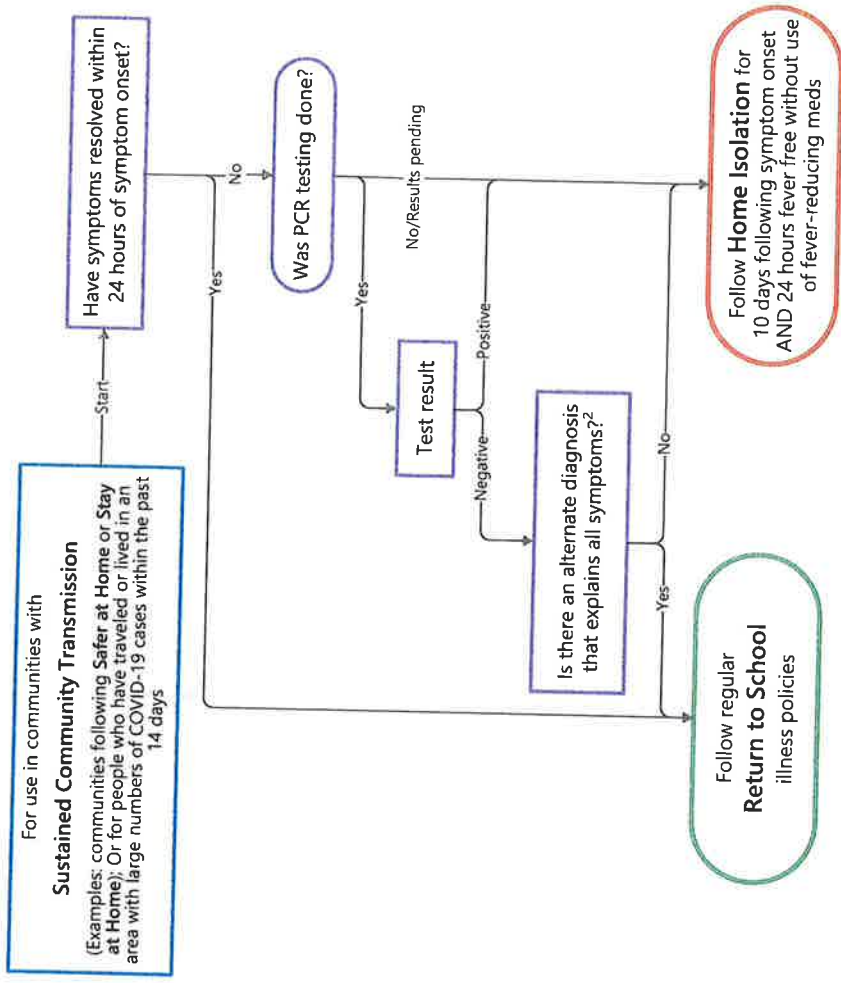 For use in communities with
Sustained Community Transmission
(Examples: communities following Safer at Home or Stay
at Home); Or for people who have traveled or lived in an
area with large numbers of COVID-19 cases within the past
14 days
Start
Have symptoms resolved within
24 hours of symptom onset?
Yes
No
Was PCR testing done?
Yes
No/Results pending
Test result
Negative
Positive
Is there an alternate diagnosis
that explains all symptoms?²
Yes
No
Follow regular
Return to School
illness policies
Follow Home Isolation for
10 days following symptom onset
AND 24 hours fever free without use
of fever-reducing meds